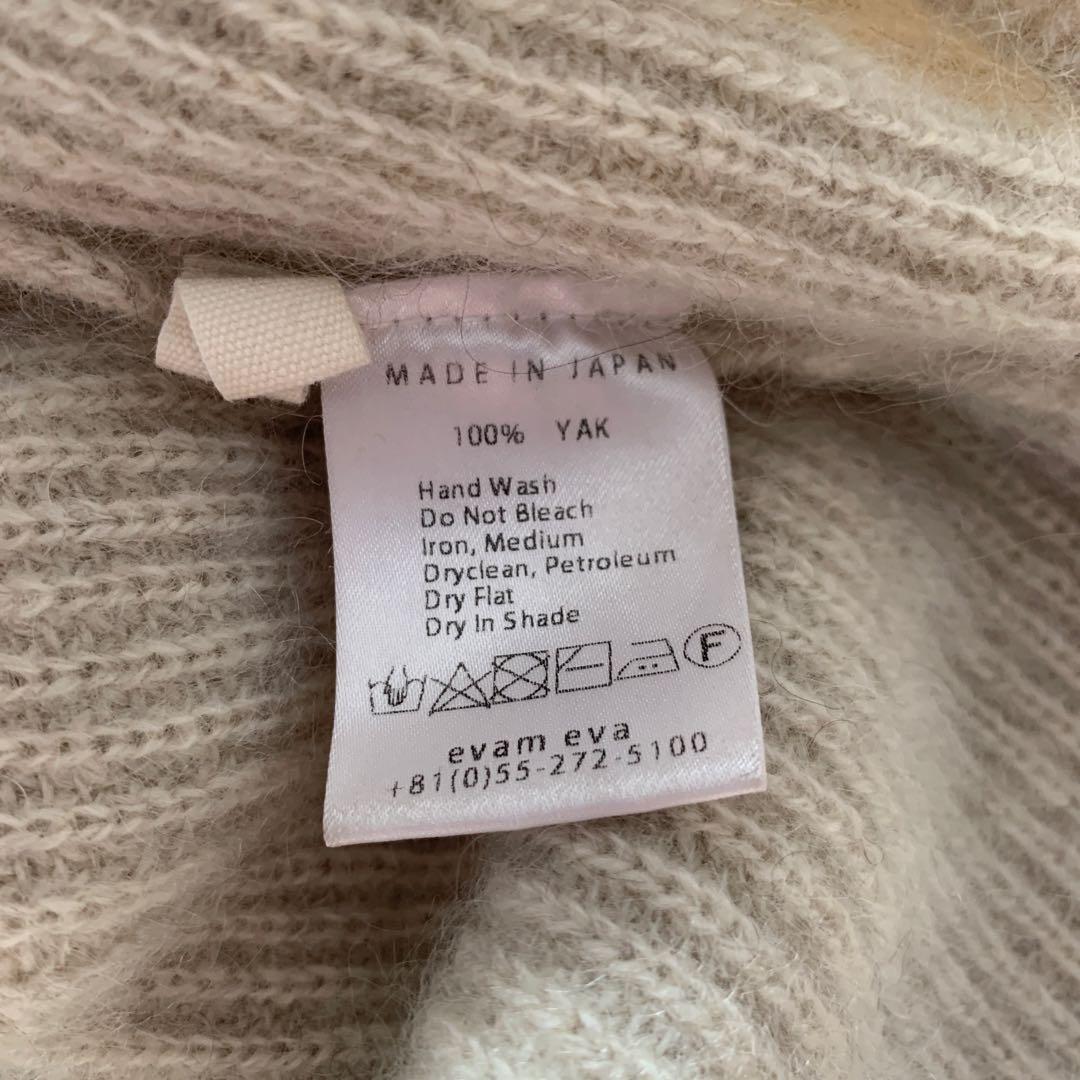 MADE IN JAPAN
100% YAK
Hand Wash
Do Not Bleach
Iron, Medium
Dryclean, Petroleum
Dry Flat
Dry In Shade
F
evam eva
+81(0)55-272-5100